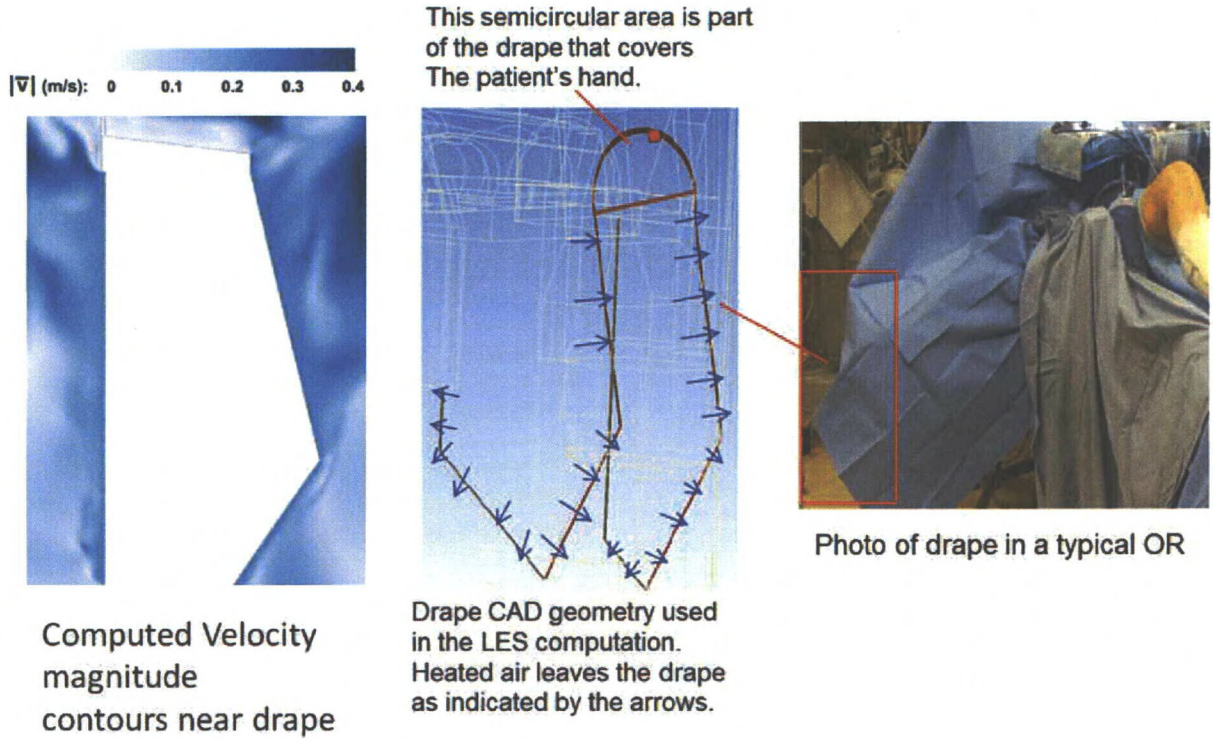 This semicircular area is part
of the drape that covers
The patient's hand.
|V̅| (m/s): 0 0.1 0.2 0.3 0.4
Photo of drape in a typical OR
Computed Velocity
magnitude
contours near drape
Drape CAD geometry used
in the LES computation.
Heated air leaves the drape
as indicated by the arrows.